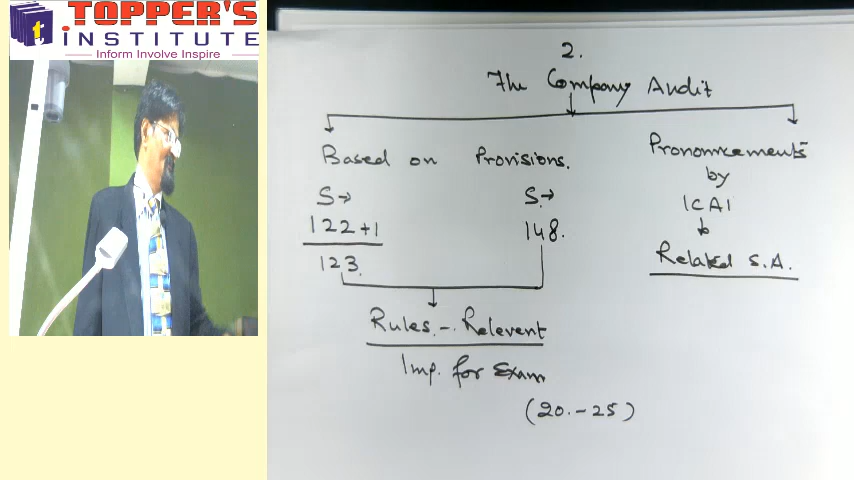 TOPPER'S
iNSTITUTE
Inform Involve Inspire
t
2.
The Company Audit
Based on Provisions.
S→
122+1
123.
S→
148.
Pronouncements
by
ICAI
Related S.A.
Rules - Relevent
Imp. for Exam
(20.-25)